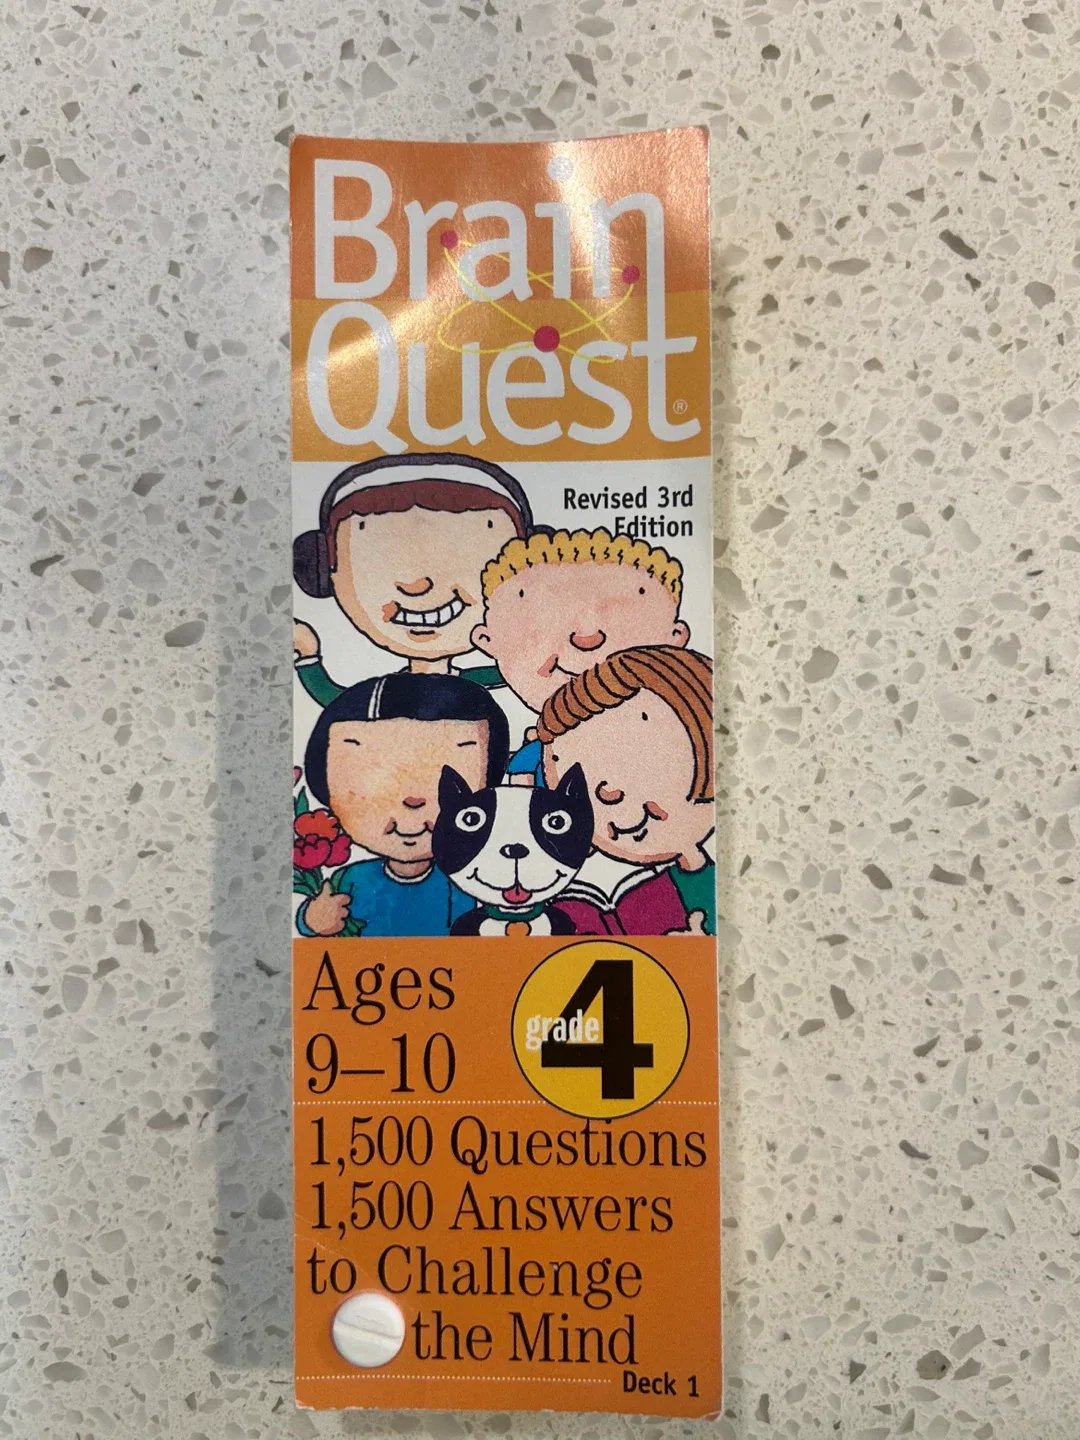 Brain
Quest®
Revised 3rd
Edition
Ages
9–10
grade 4
1,500 Questions
1,500 Answers
to Challenge
the Mind
Deck 1